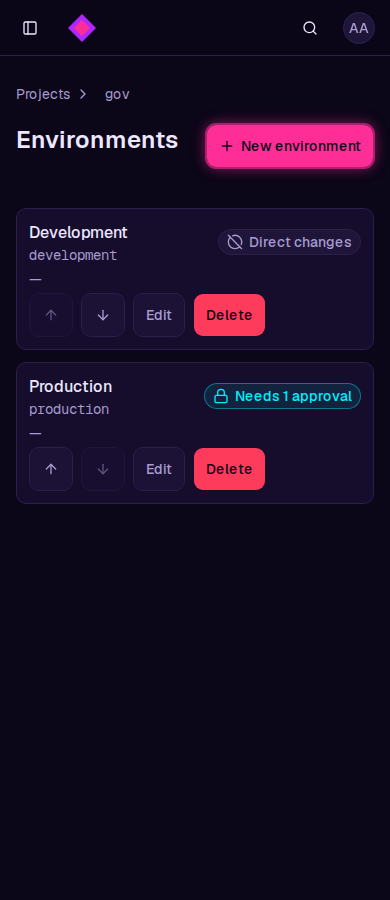 AA
Projects > gov
Environments
+ New environment
Development
development
Direct changes
—
Edit
Delete
Production
production
Needs 1 approval
—
Edit
Delete